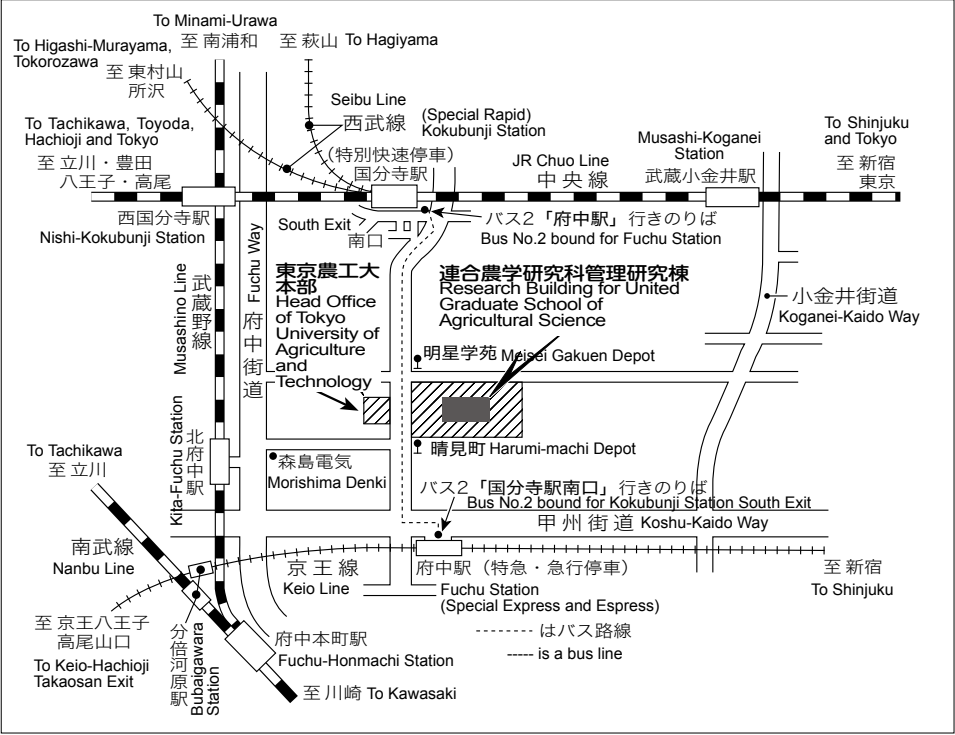 To Minami-Urawa
至 南浦和
至 萩山 To Hagiyama
To Higashi-Murayama,
Tokorozawa
至 東村山
所沢
Seibu Line
西武線
(Special Rapid)
Kokubunji Station
(特別快速停車)
国分寺駅
To Tachikawa, Toyoda,
Hachioji and Tokyo
至 立川・豊田
八王子・高尾
JR Chuo Line
中央線
Musashi-Koganei
Station
武蔵小金井駅
To Shinjuku
and Tokyo
至 新宿
東京
西国分寺駅
Nishi-Kokubunji Station
South Exit
南口
バス2「府中駅」行きのりば
Bus No.2 bound for Fuchu Station
Musashino Line
武蔵野線
Fuchu Way
府中街道
東京農工大
本部
Head Office
of Tokyo
University of
Agriculture
and
Technology
連合農学研究科管理研究棟
Research Building for United
Graduate School of
Agricultural Science
小金井街道
Koganei-Kaido Way
明星学苑 Meisei Gakuen Depot
晴見町 Harumi-machi Depot
Kita-Fuchu Station
北府中駅
森島電気
Morishima Denki
To Tachikawa
至 立川
バス2「国分寺駅南口」行きのりば
Bus No.2 bound for Kokubunji Station South Exit
甲州街道 Koshu-Kaido Way
南武線
Nanbu Line
京王線
Keio Line
府中駅(特急・急行停車)
Fuchu Station
(Special Express and Espress)
至 新宿
To Shinjuku
至 京王八王子
高尾山口
To Keio-Hachioji
Takaosan Exit
分倍河原駅
Bubaigawara
Station
府中本町駅
Fuchu-Honmachi Station
至 川崎 To Kawasaki
はバス路線
is a bus line